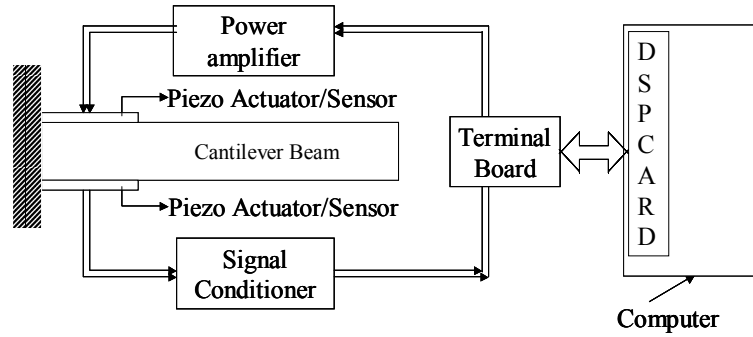 Power
amplifier
Piezo Actuator/Sensor
Cantilever Beam
Piezo Actuator/Sensor
Signal
Conditioner
Terminal
Board
D
S
P
C
A
R
D
Computer